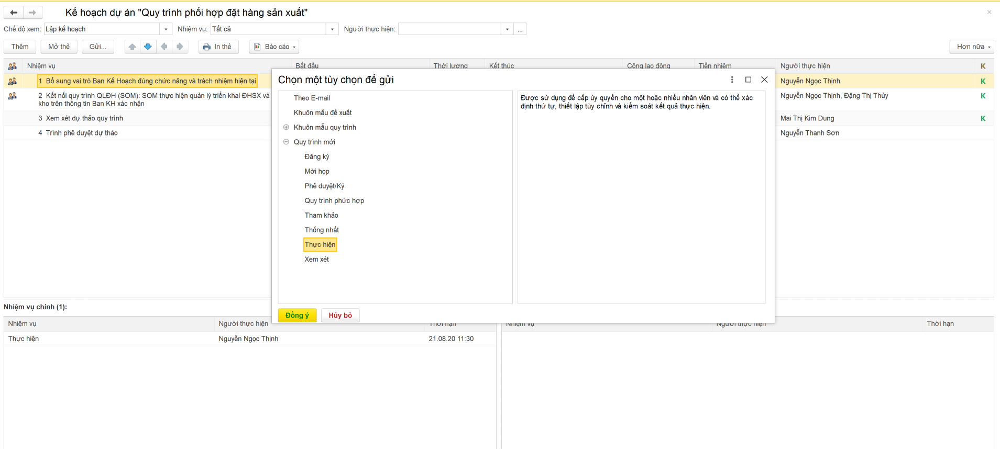 Kế hoạch dự án "Quy trình phối hợp đặt hàng sản xuất"
Chế độ xem: Lập kế hoạch Nhiệm vụ: Tất cả Người thực hiện: ...
Thêm Mở thẻ Gửi... In thẻ Báo cáo Hơn nữa
Nhiệm vụ Bắt đầu Thời lượng Kết thúc Công lao động Tiền nhiệm Người thực hiện K
1 Bổ sung vai trò Ban Kế Hoạch đúng chức năng và trách nhiệm hiện tại Nguyễn Ngọc Thịnh K
2 Kết nối quy trình QLĐH (SOM): SOM thực hiện quản lý triển khai ĐHSX và Nguyễn Ngọc Thịnh, Đặng Thị Thủy K
kho trên thông tin Ban KH xác nhận
3 Xem xét dự thảo quy trình Mai Thị Kim Dung K
4 Trình phê duyệt dự thảo Nguyễn Thanh Sơn
Chọn một tùy chọn để gửi
Theo E-mail
Khuôn mẫu đề xuất
Khuôn mẫu quy trình
Quy trình mới
Đăng ký
Mời họp
Phê duyệt/Ký
Quy trình phức hợp
Tham khảo
Thống nhất
Thực hiện
Xem xét
Được sử dụng để cấp ủy quyền cho một hoặc nhiều nhân viên và có thể xác
định thứ tự, thiết lập tùy chỉnh và kiểm soát kết quả thực hiện.
Đồng ý Hủy bỏ
Nhiệm vụ chính (1):
Nhiệm vụ Người thực hiện Thời hạn Nhiệm vụ Người thực hiện Thời hạn
Thực hiện Nguyễn Ngọc Thịnh 21.08.20 11:30